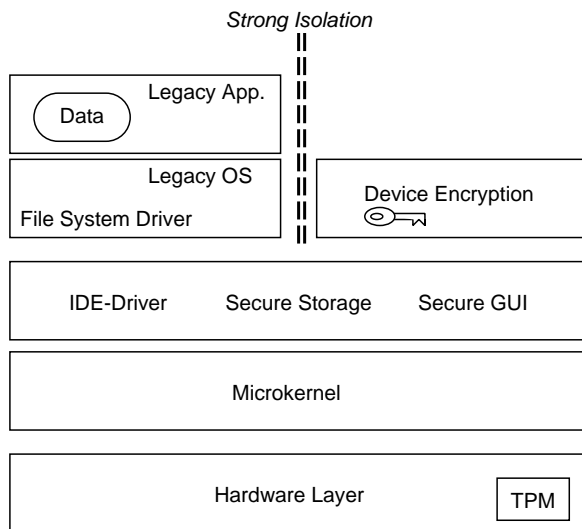 Strong Isolation
Legacy App.
Data
Legacy OS
File System Driver
Device Encryption
IDE-Driver Secure Storage Secure GUI
Microkernel
Hardware Layer
TPM